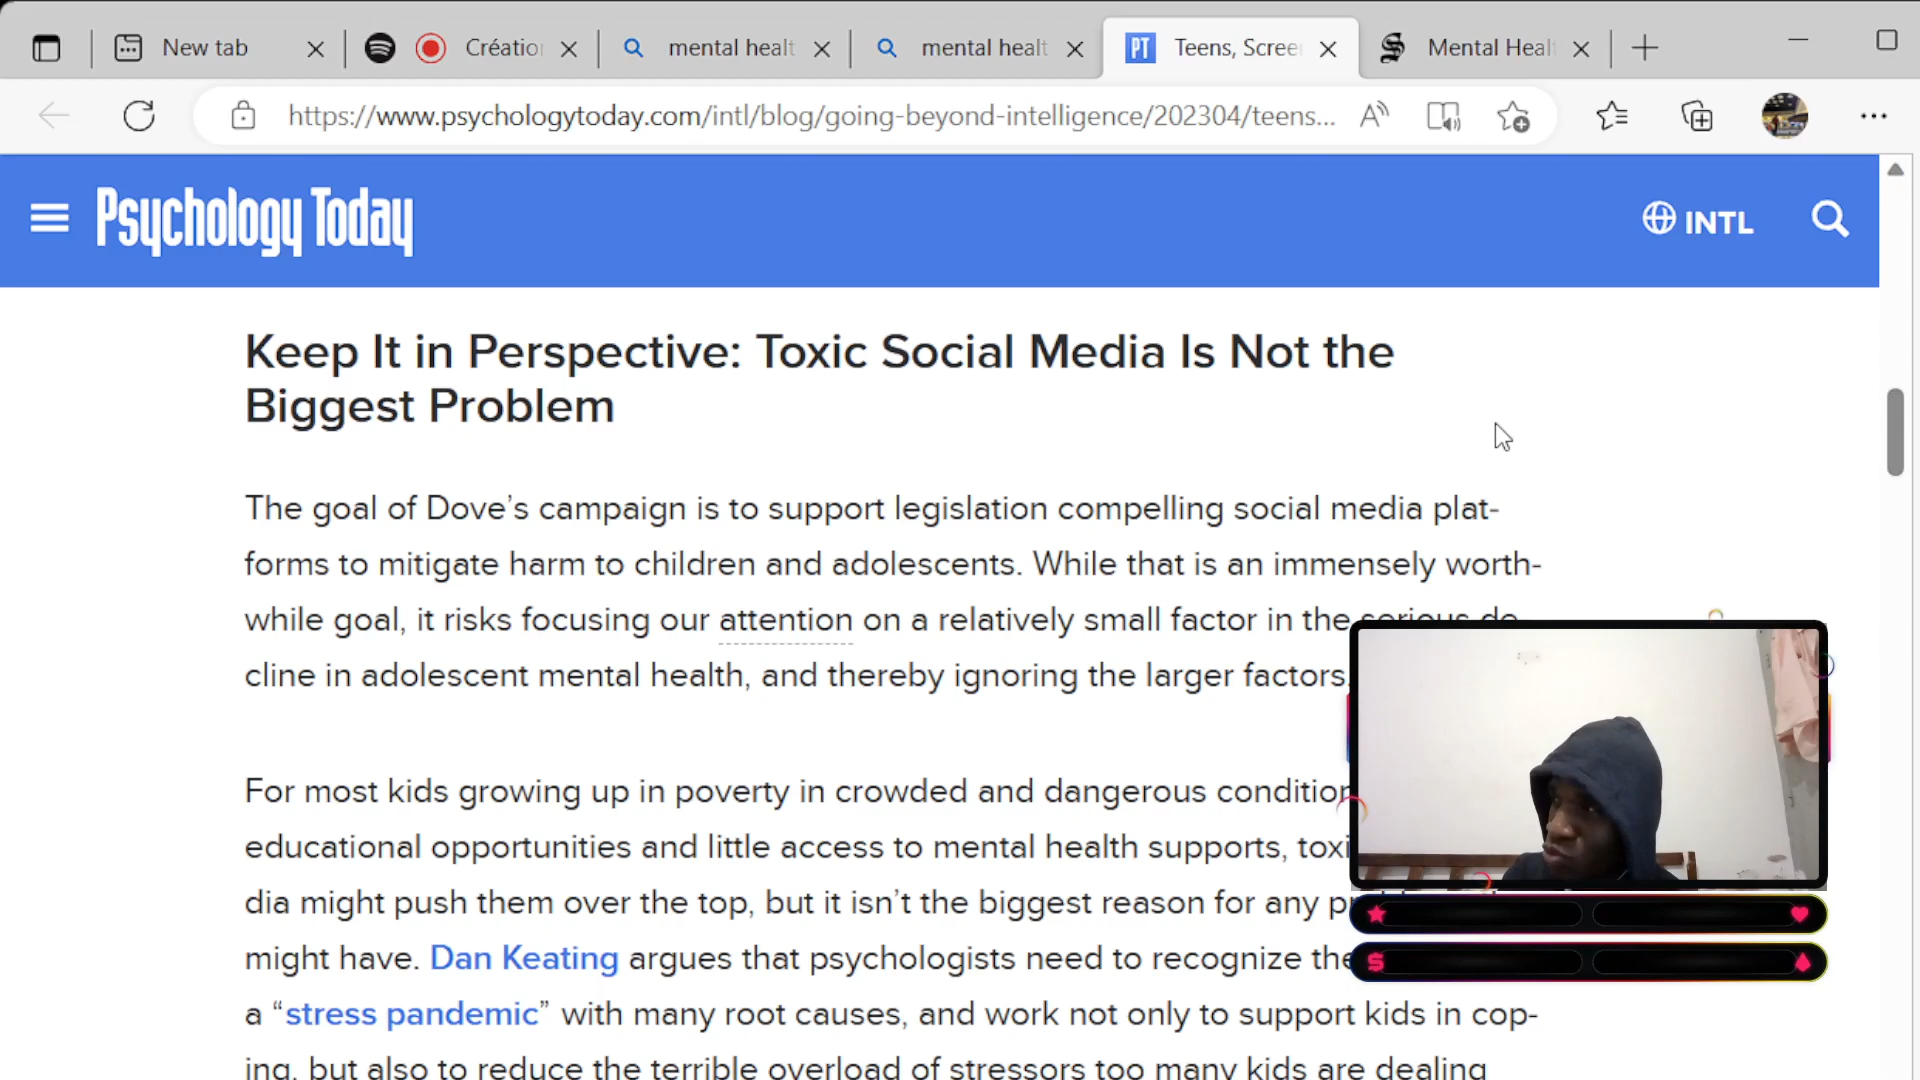 New tab
Créatio
mental healt
mental healt
PT Teens, Scree
Mental Heal
https://www.psychologytoday.com/intl/blog/going-beyond-intelligence/202304/teens...
Psychology Today
INTL
Keep It in Perspective: Toxic Social Media Is Not the
Biggest Problem
The goal of Dove's campaign is to support legislation compelling social media plat-
forms to mitigate harm to children and adolescents. While that is an immensely worth-
while goal, it risks focusing our attention on a relatively small factor in the serious de
cline in adolescent mental health, and thereby ignoring the larger factors.
For most kids growing up in poverty in crowded and dangerous condition
educational opportunities and little access to mental health supports, toxi
dia might push them over the top, but it isn't the biggest reason for any p
might have. Dan Keating argues that psychologists need to recognize the
a “stress pandemic” with many root causes, and work not only to support kids in cop-
ing, but also to reduce the terrible overload of stressors too many kids are dealing